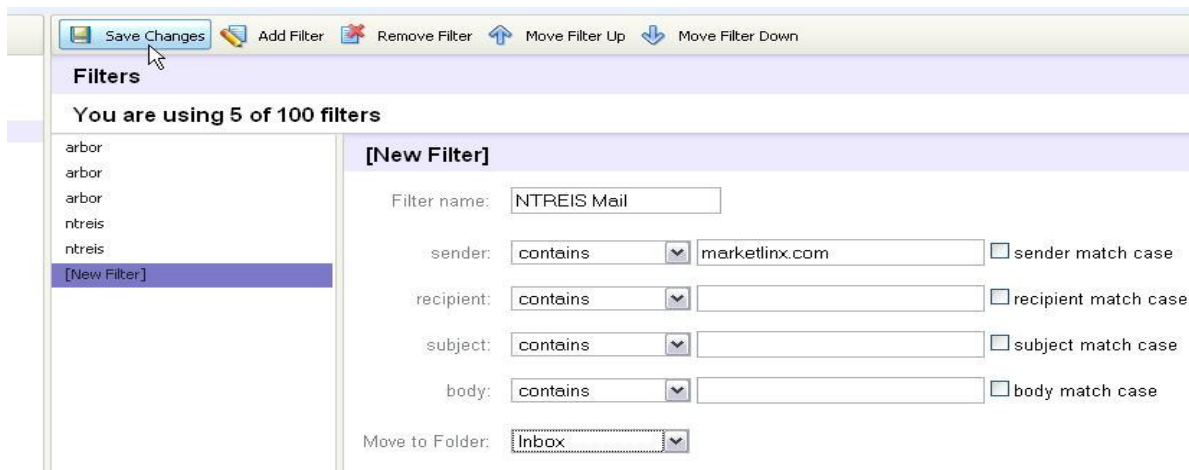 Save Changes Add Filter Remove Filter Move Filter Up Move Filter Down
Filters
You are using 5 of 100 filters
arbor
arbor
arbor
ntreis
ntreis
[New Filter]
[New Filter]
Filter name: NTREIS Mail
sender: contains marketlinx.com sender match case
recipient: contains recipient match case
subject: contains subject match case
body: contains body match case
Move to Folder: Inbox